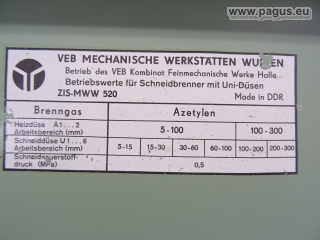 www.pagus.eu
VEB MECHANISCHE WERKSTÄTTEN
Betrieb des VEB Kombinat Feinmechanische Werke Halle
Betriebswerte für Schneidbrenner mit Uni-Düsen
ZIS-MWW 520 Made in DDR
Brenngas Azetylen
Heizdüse A1...2
Arbeitsbereich (mm) 5-100 100-300
Schneiddüse U1...6
Arbeitsbereich (mm) 5-15 15-30 30-60 60-100 100-200 200-300
Schneidsauerstoff-
druck (MPa) 0,5